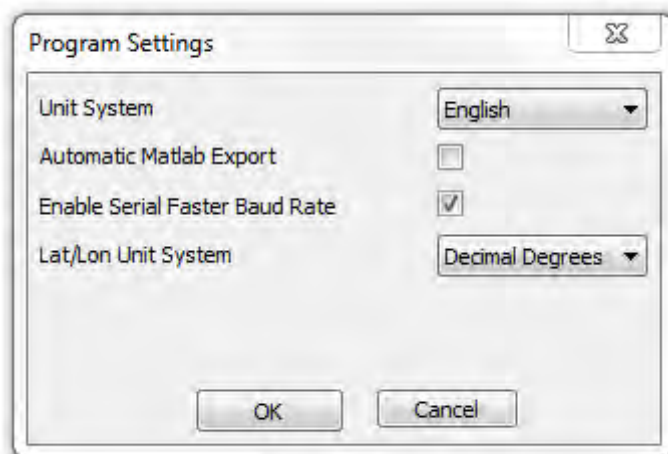 Program Settings
Unit System English
Automatic Matlab Export
Enable Serial Faster Baud Rate
Lat/Lon Unit System Decimal Degrees
OK Cancel